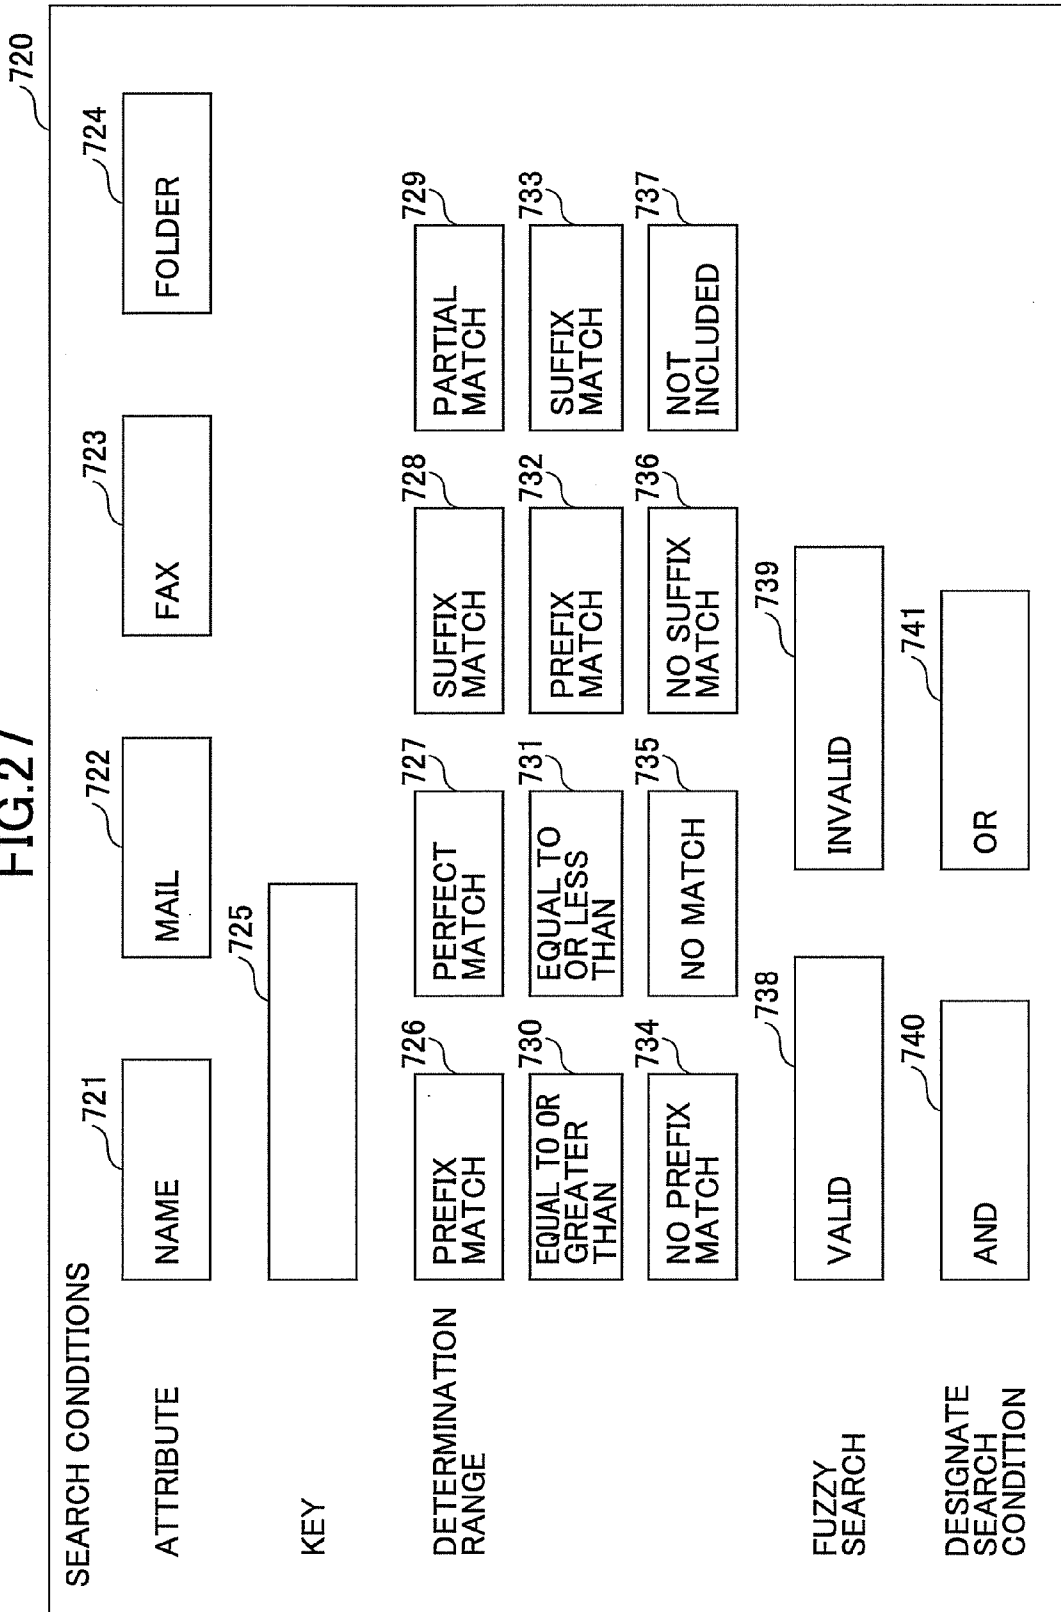 FIG.27
720
SEARCH CONDITIONS
721
722
723
724
ATTRIBUTE
NAME
MAIL
FAX
FOLDER
725
KEY
726
727
728
729
DETERMINATION
RANGE
PREFIX
MATCH
PERFECT
MATCH
SUFFIX
MATCH
PARTIAL
MATCH
730
731
732
733
EQUAL TO OR
GREATER
THAN
EQUAL TO
OR LESS
THAN
PREFIX
MATCH
SUFFIX
MATCH
734
735
736
737
NO PREFIX
MATCH
NO MATCH
NO SUFFIX
MATCH
NOT
INCLUDED
738
739
FUZZY
SEARCH
VALID
INVALID
740
741
DESIGNATE
SEARCH
CONDITION
AND
OR